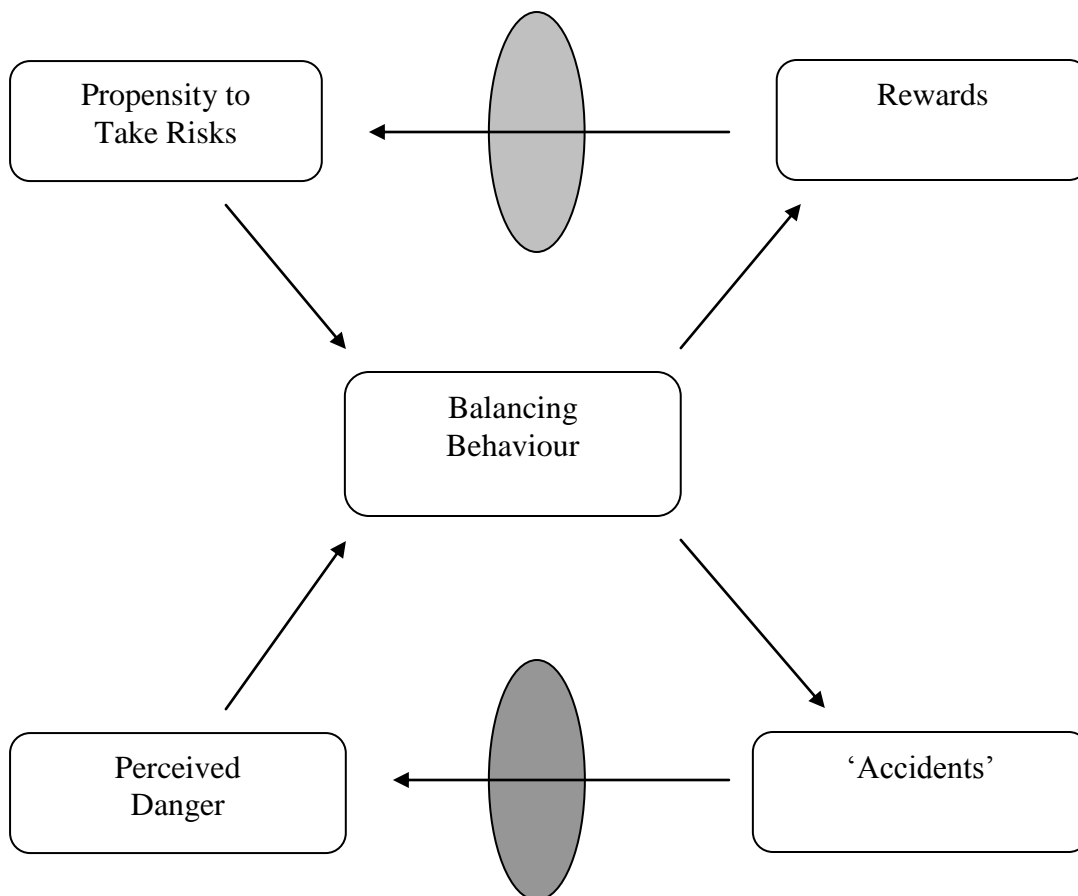 Propensity to
Take Risks
Rewards
Balancing
Behaviour
Perceived
Danger
‘Accidents’